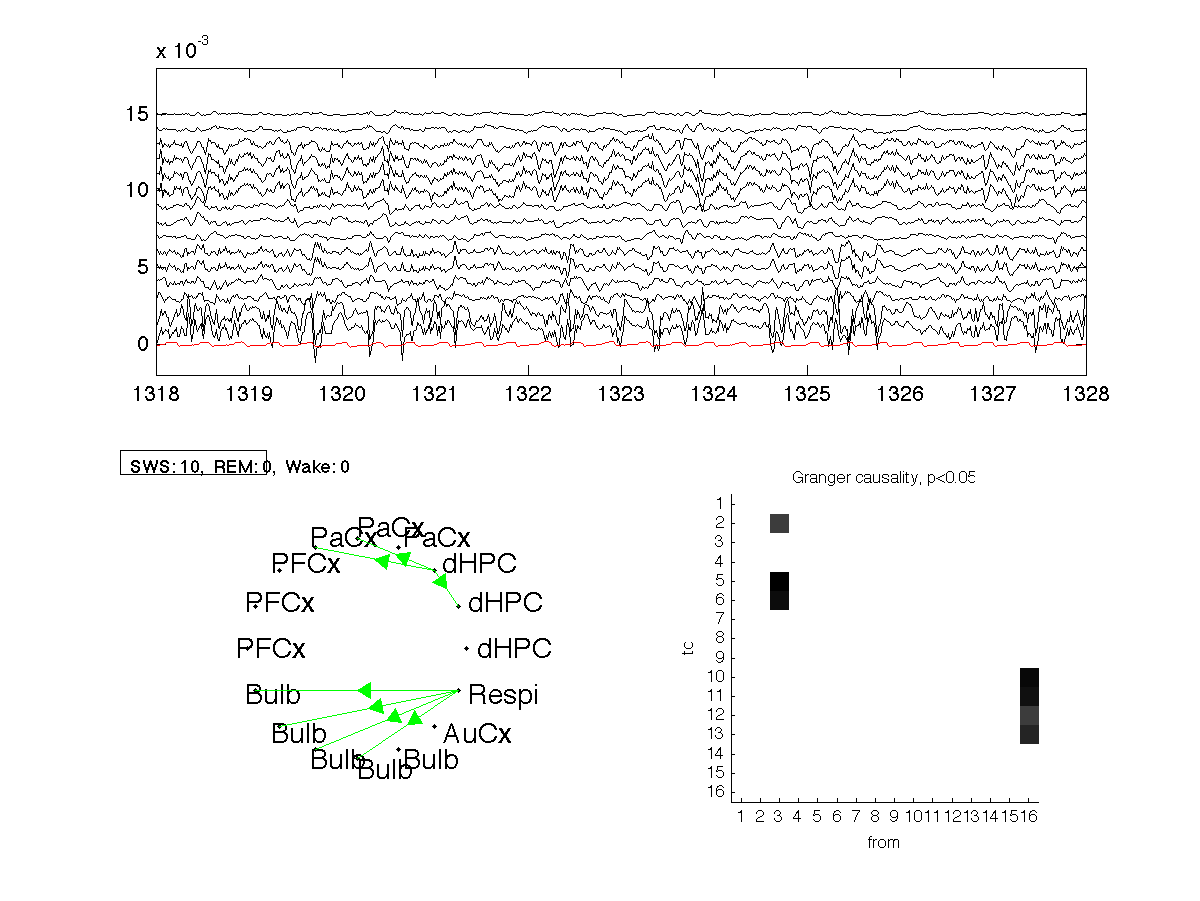 x 10-3
15
10
5
0
1318 1319 1320 1321 1322 1323 1324 1325 1326 1327 1328
SWS: 10, REM: 0, Wake: 0
Granger causality, p<0.05
PaCx
PaCx PaCx
PFCx dHPC
PFCx dHPC
PFCx dHPC
Bulb Respi
Bulb AuCx
Bulb Bulb
Bulb
to
1
2
3
4
5
6
7
8
9
10
11
12
13
14
15
16
1 2 3 4 5 6 7 8 9 10 11 12 13 14 15 16
from